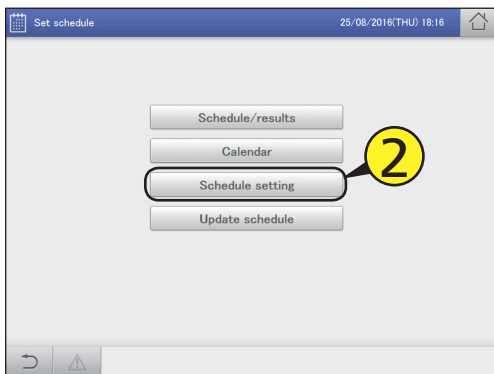 Set schedule 25/08/2016(THU) 18:16
Schedule/results
Calendar
2
Schedule setting
Update schedule